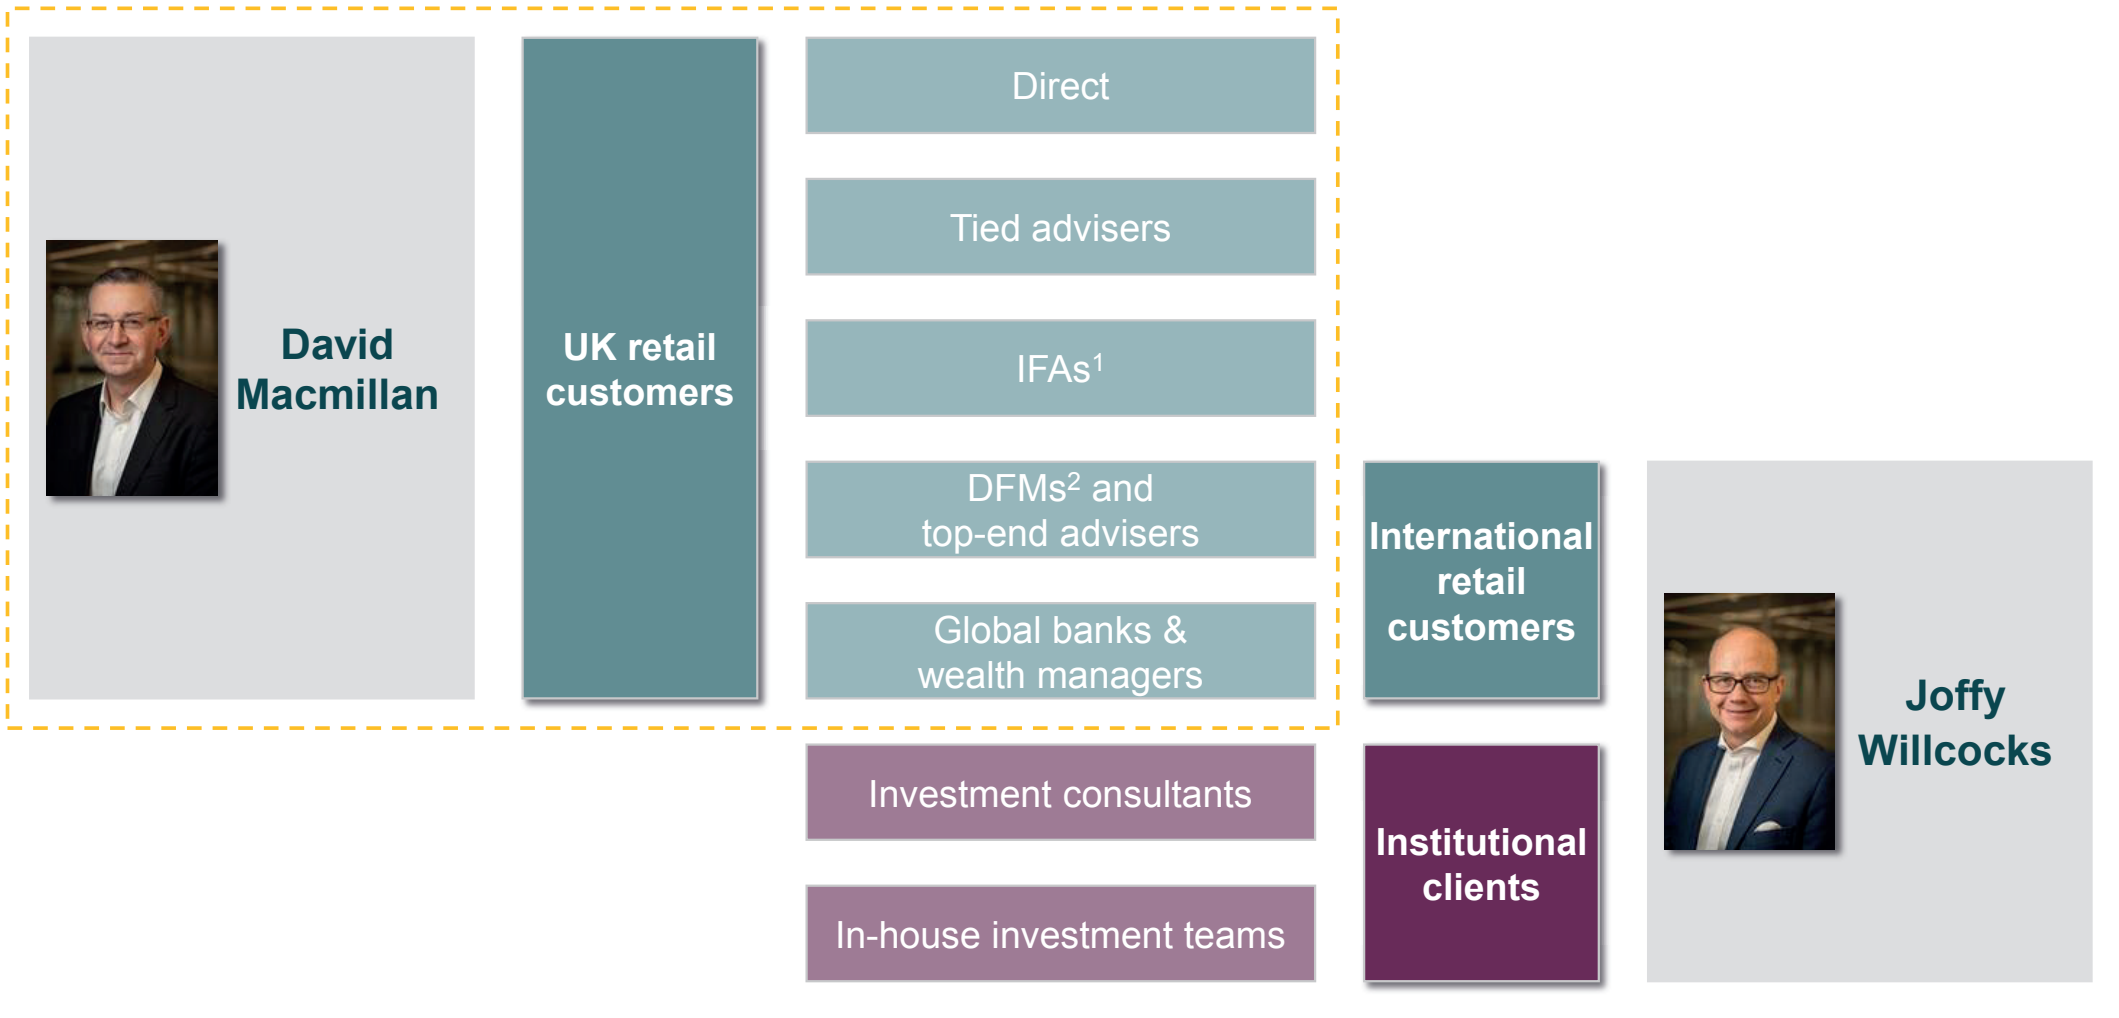 David
Macmillan
UK retail
customers
Direct
Tied advisers
IFAs¹
DFMs² and
top-end advisers
Global banks &
wealth managers
Investment consultants
In-house investment teams
International
retail
customers
Institutional
clients
Joffy
Willcocks